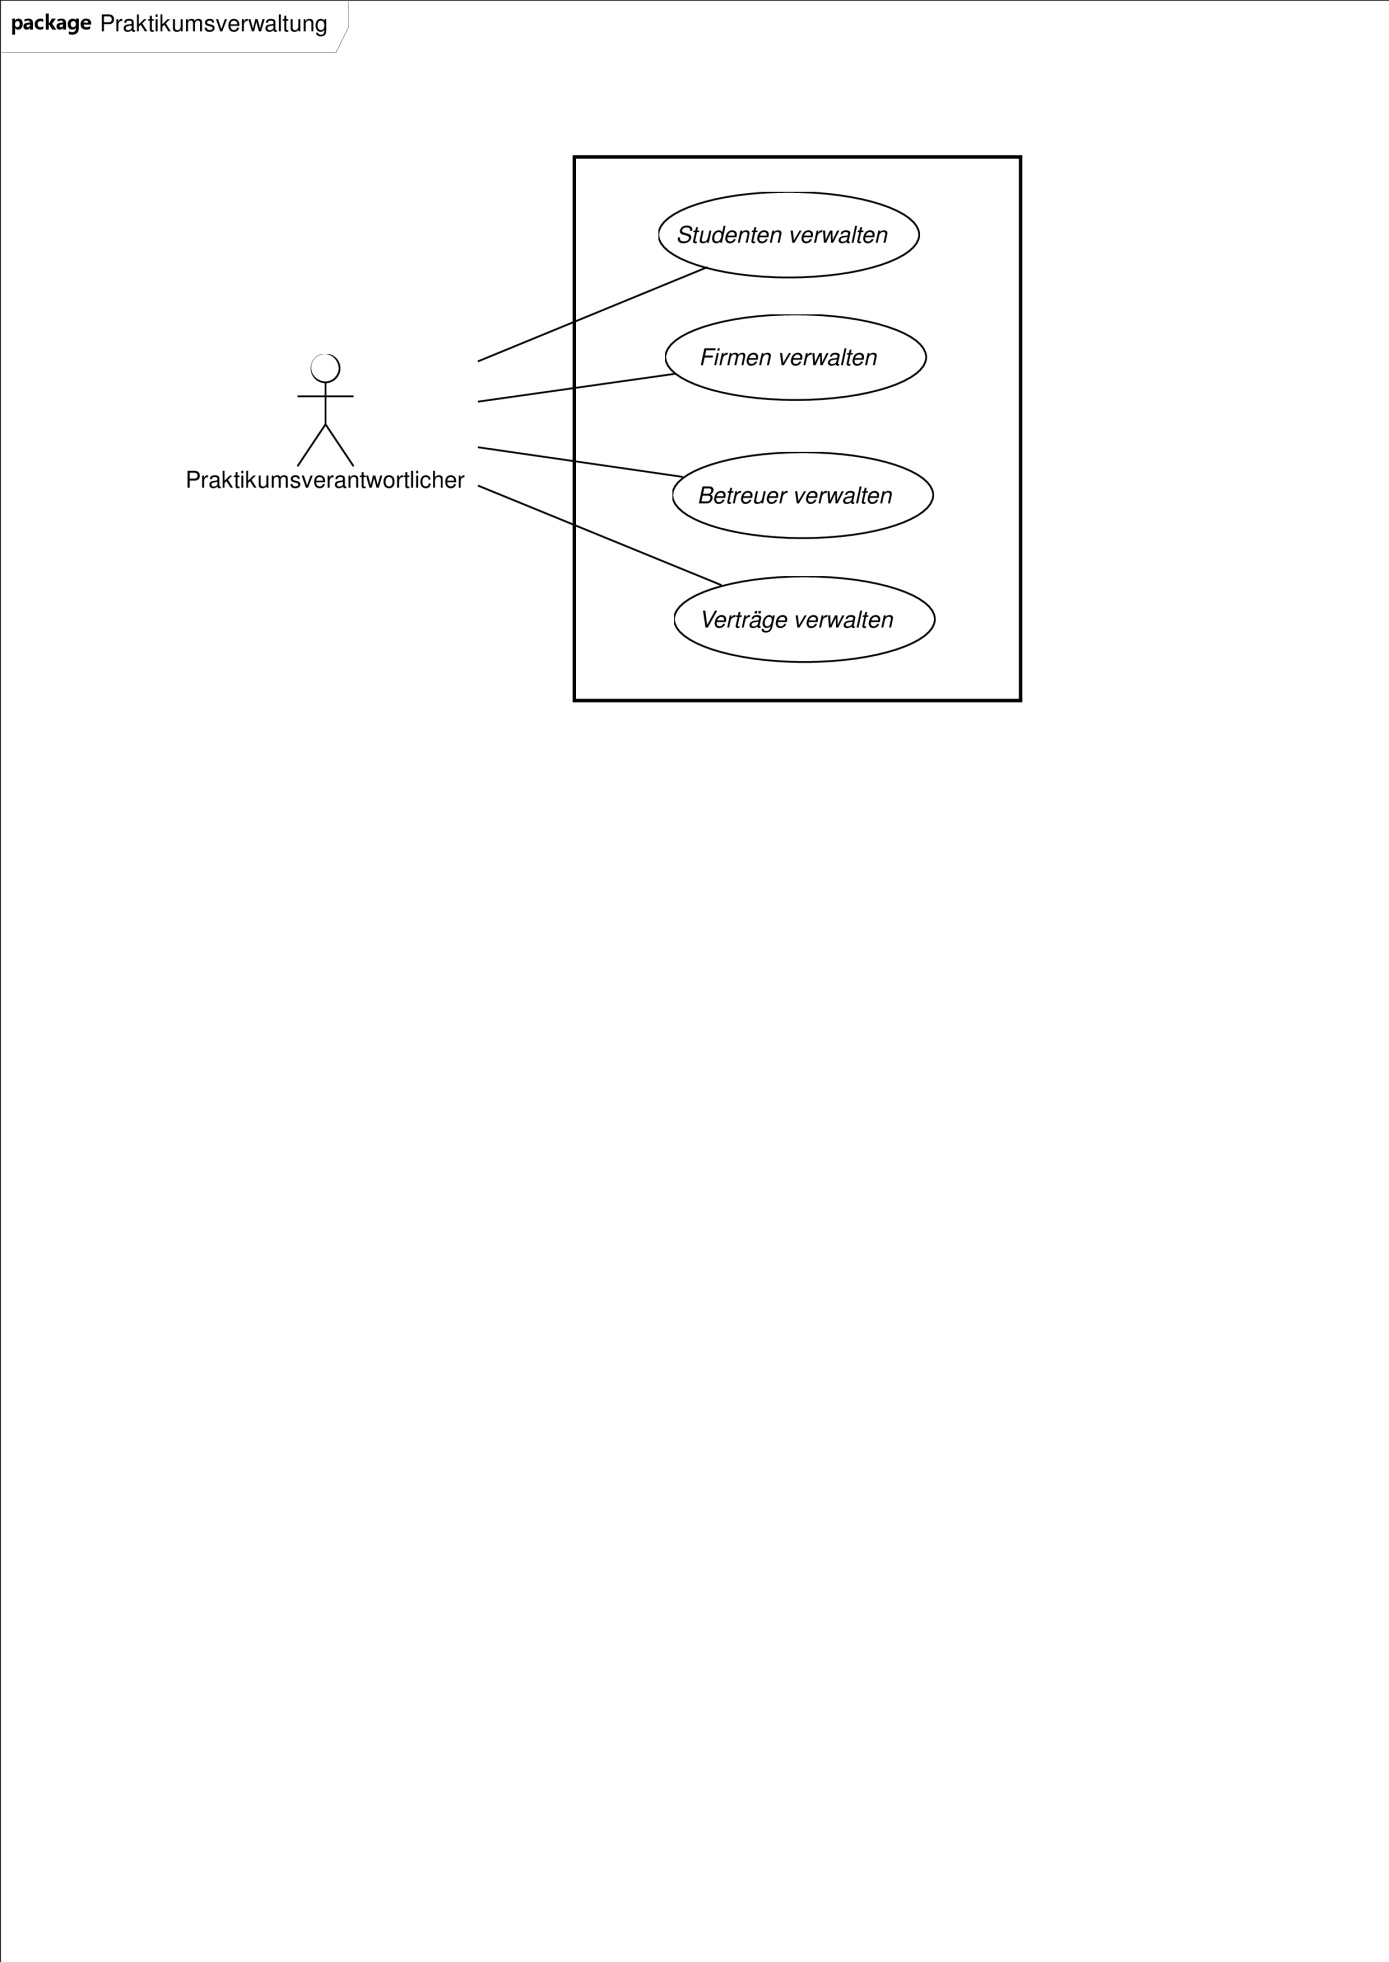 package Praktikumsverwaltung
Studenten verwalten
Firmen verwalten
Praktikumsverantwortlicher
Betreuer verwalten
Verträge verwalten